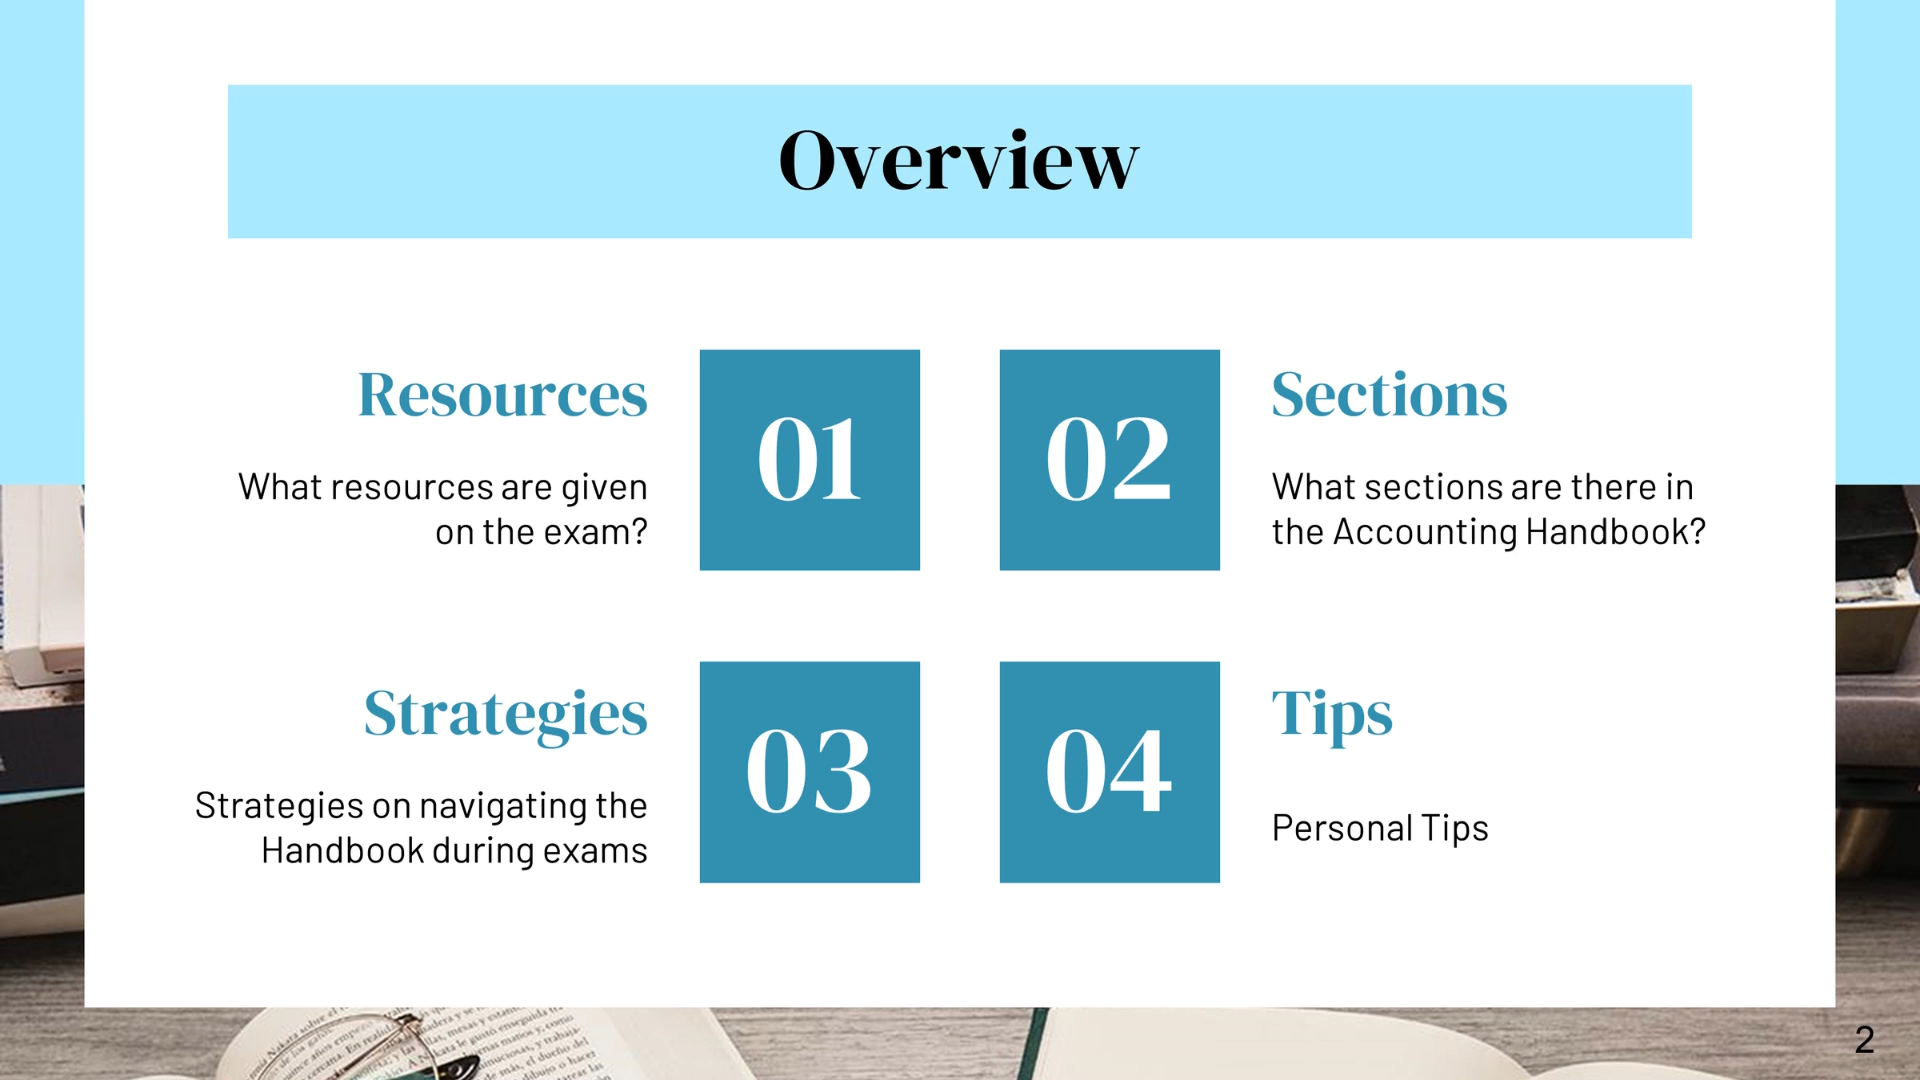 Overview
Resources
What resources are given
on the exam?
01
02
Sections
What sections are there in
the Accounting Handbook?
Strategies
Strategies on navigating the
Handbook during exams
03
04
Tips
Personal Tips
2